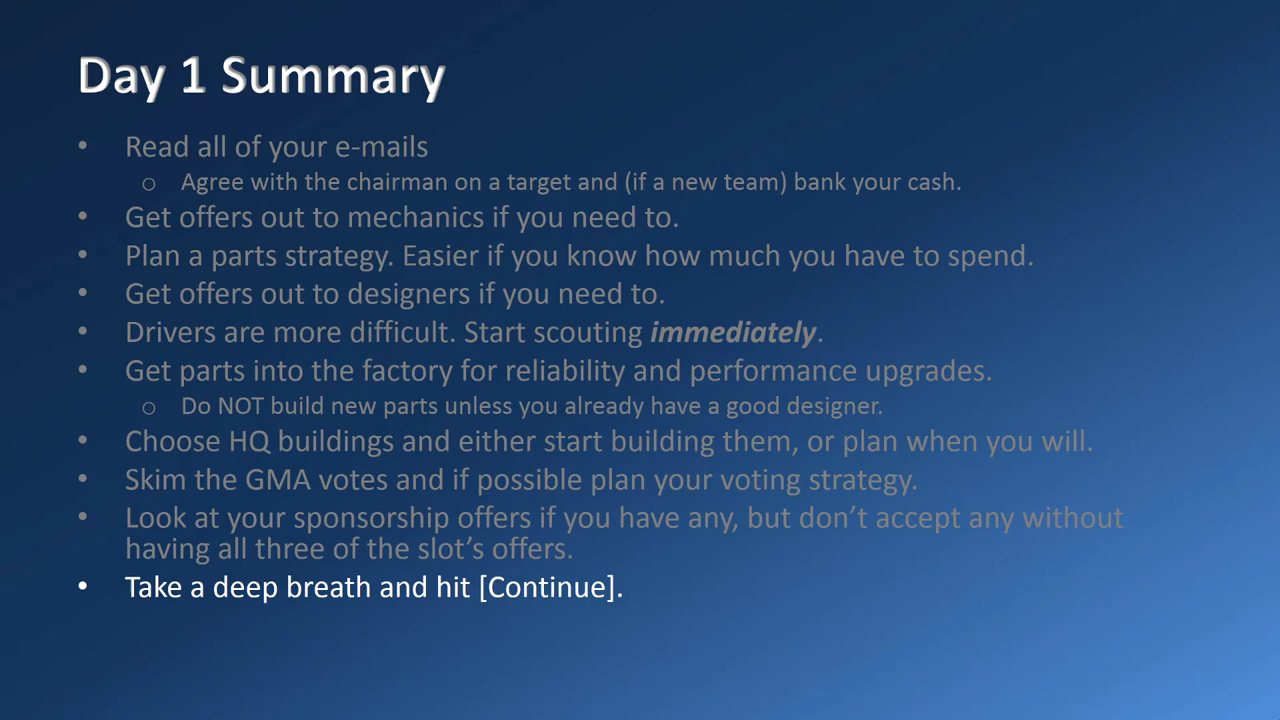 Day 1 Summary
• Read all of your e-mails
o Agree with the chairman on a target and (if a new team) bank your cash.
• Get offers out to mechanics if you need to.
• Plan a parts strategy. Easier if you know how much you have to spend.
• Get offers out to designers if you need to.
• Drivers are more difficult. Start scouting immediately.
• Get parts into the factory for reliability and performance upgrades.
o Do NOT build new parts unless you already have a good designer.
• Choose HQ buildings and either start building them, or plan when you will.
• Skim the GMA votes and if possible plan your voting strategy.
• Look at your sponsorship offers if you have any, but don’t accept any without
having all three of the slot’s offers.
• Take a deep breath and hit [Continue].